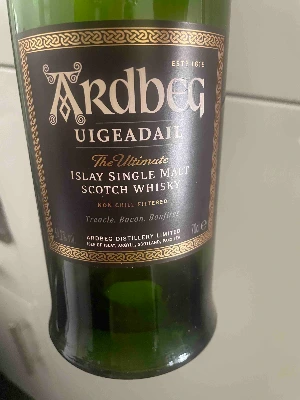 ESTD 1815
ARDBEG
UIGEADAIL
The Ultimate
ISLAY SINGLE MALT
SCOTCH WHISKY
NON CHILL FILTERED
Treacle, Bacon, Bonfires
ARDBEG DISTILLERY LIMITED
70cl e